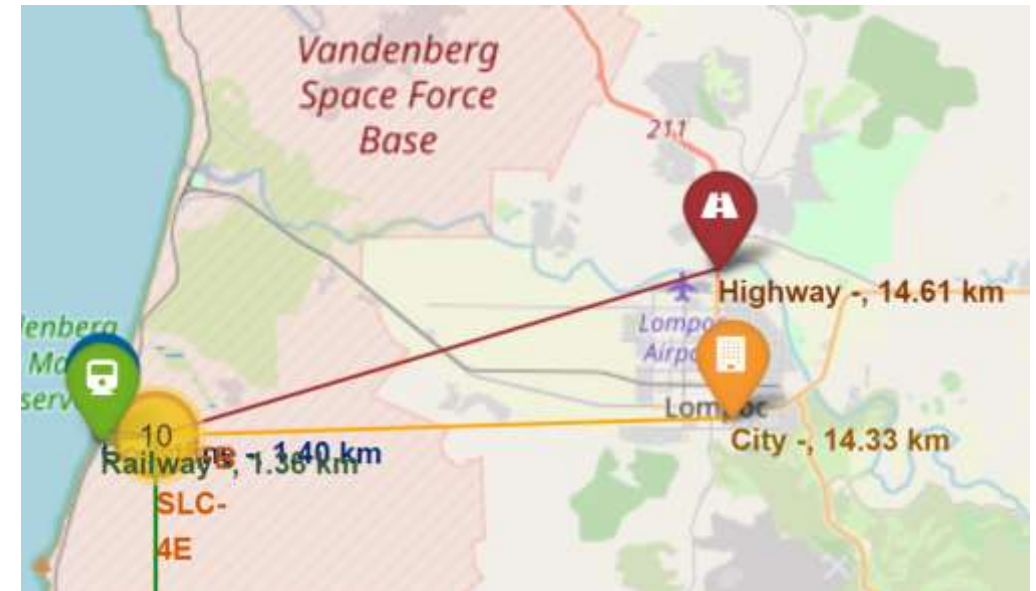 Vandenberg
Space Force
Base
211
Highway -, 14.61 km
Lompoc
Airport
City -, 14.33 km
10
1.40 km
Railway -, 1.36 km
SLC-
4E